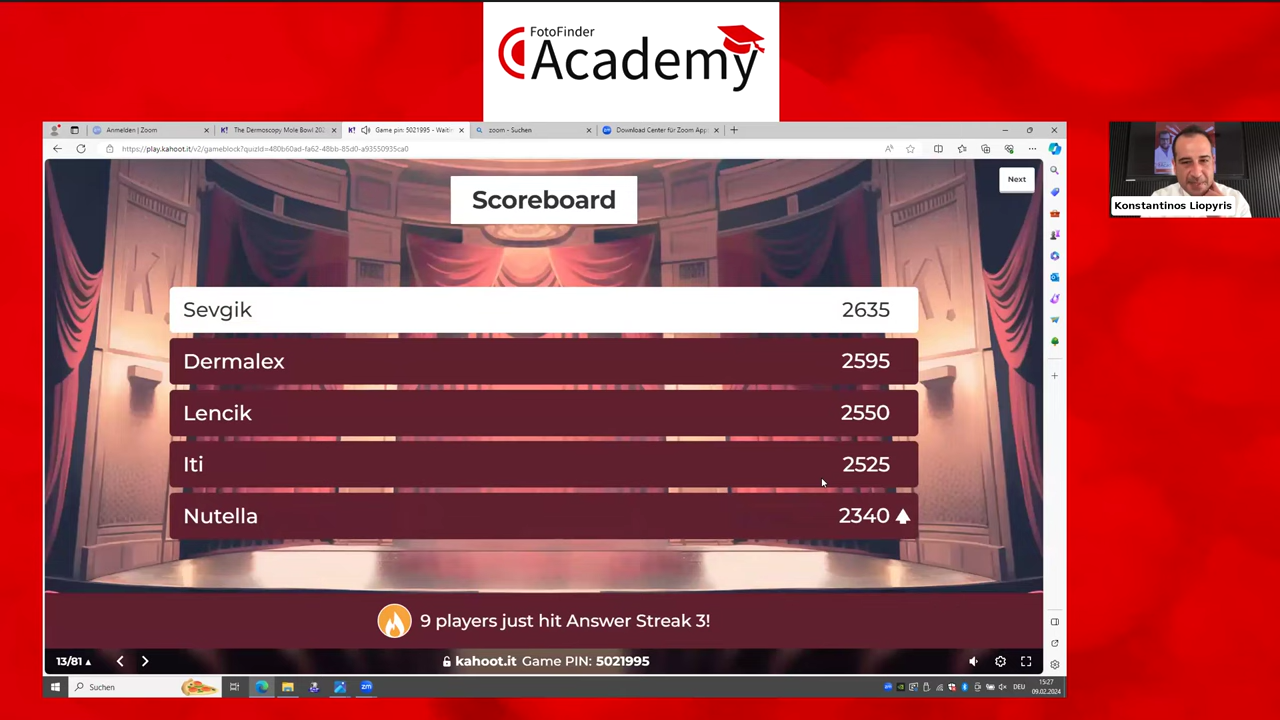 FotoFinder
Academy
Anmelden | Zoom
K! The Dermoscopy Mole Bowl 202
K! Game pin: 5021995 - Waitin
zoom - Suchen
Download Center für Zoom App
https://play.kahoot.it/v2/gameblock?quizId=480b60ad-fa62-48bb-85d0-a93550935ca0
Next
Scoreboard
Konstantinos Liopyris
Sevgik 2635
Dermalex 2595
Lencik 2550
Iti 2525
Nutella 2340
9 players just hit Answer Streak 3!
13/81
kahoot.it Game PIN: 5021995
Suchen
zm
DEU
15:27
09.02.2024